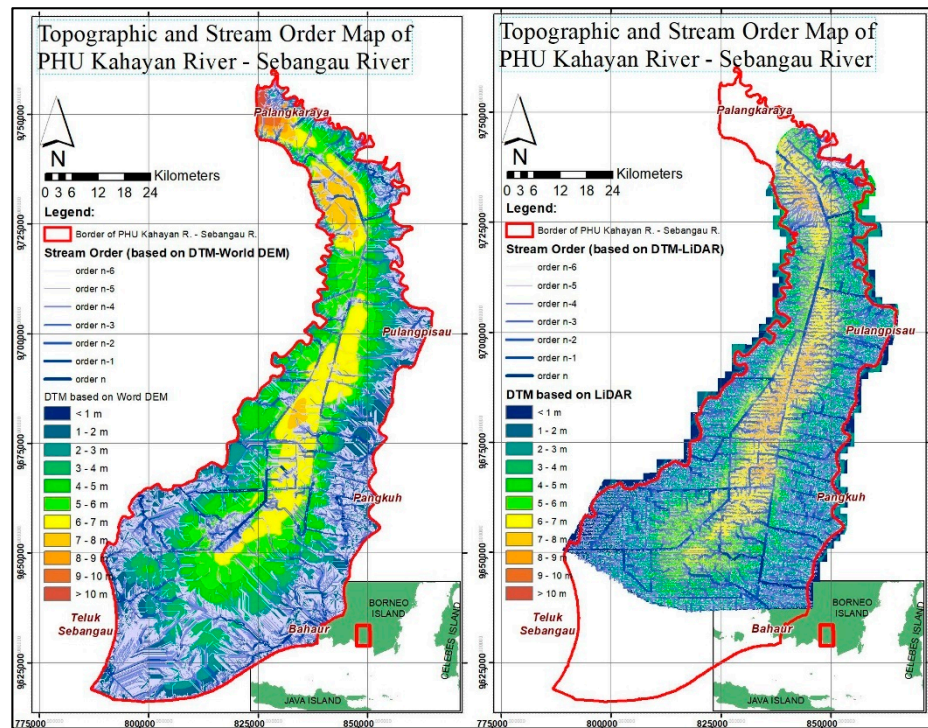 Topographic and Stream Order Map of
PHU Kahayan River - Sebangau River
Palangkaraya
N
Kilometers
0 3 6 12 18 24
Legend:
Border of PHU Kahayan R. - Sebangau R.
Stream Order (based on DTM-World DEM)
order n-6
order n-5
order n-4
order n-3
order n-2
order n-1
order n
DTM based on Word DEM
< 1 m
1 - 2 m
2 - 3 m
3 - 4 m
4 - 5 m
5 - 6 m
6 - 7 m
7 - 8 m
8 - 9 m
9 - 10 m
> 10 m
Pulangpisau
Pangkuh
Teluk
Sebangau
Bahaur
BORNEO
ISLAND
CELEBES ISLAND
JAVA ISLAND
9750000
9725000
9700000
9675000
9650000
9625000
775000
800000
825000
850000
Topographic and Stream Order Map of
PHU Kahayan River - Sebangau River
Palangkaraya
N
Kilometers
0 3 6 12 18 24
Legend:
Border of PHU Kahayan R. - Sebangau R.
Stream Order (based on DTM-LiDAR)
order n-6
order n-5
order n-4
order n-3
order n-2
order n-1
order n
DTM based on LiDAR
< 1 m
1 - 2 m
2 - 3 m
3 - 4 m
4 - 5 m
5 - 6 m
6 - 7 m
7 - 8 m
8 - 9 m
9 - 10 m
> 10 m
Pulangpisau
Pangkuh
Teluk
Sebangau
Bahaur
BORNEO
ISLAND
CELEBES ISLAND
JAVA ISLAND
9750000
9725000
9700000
9675000
9650000
9625000
775000
800000
825000
850000